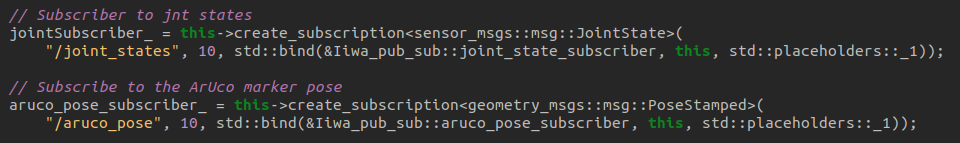 // Subscriber to jnt states
jointSubscriber_ = this->create_subscription<sensor_msgs::msg::JointState>(
    "/joint_states", 10, std::bind(&Iiwa_pub_sub::joint_state_subscriber, this, std::placeholders::_1));

// Subscribe to the ArUco marker pose
aruco_pose_subscriber_ = this->create_subscription<geometry_msgs::msg::PoseStamped>(
    "/aruco_pose", 10, std::bind(&Iiwa_pub_sub::aruco_pose_subscriber, this, std::placeholders::_1));